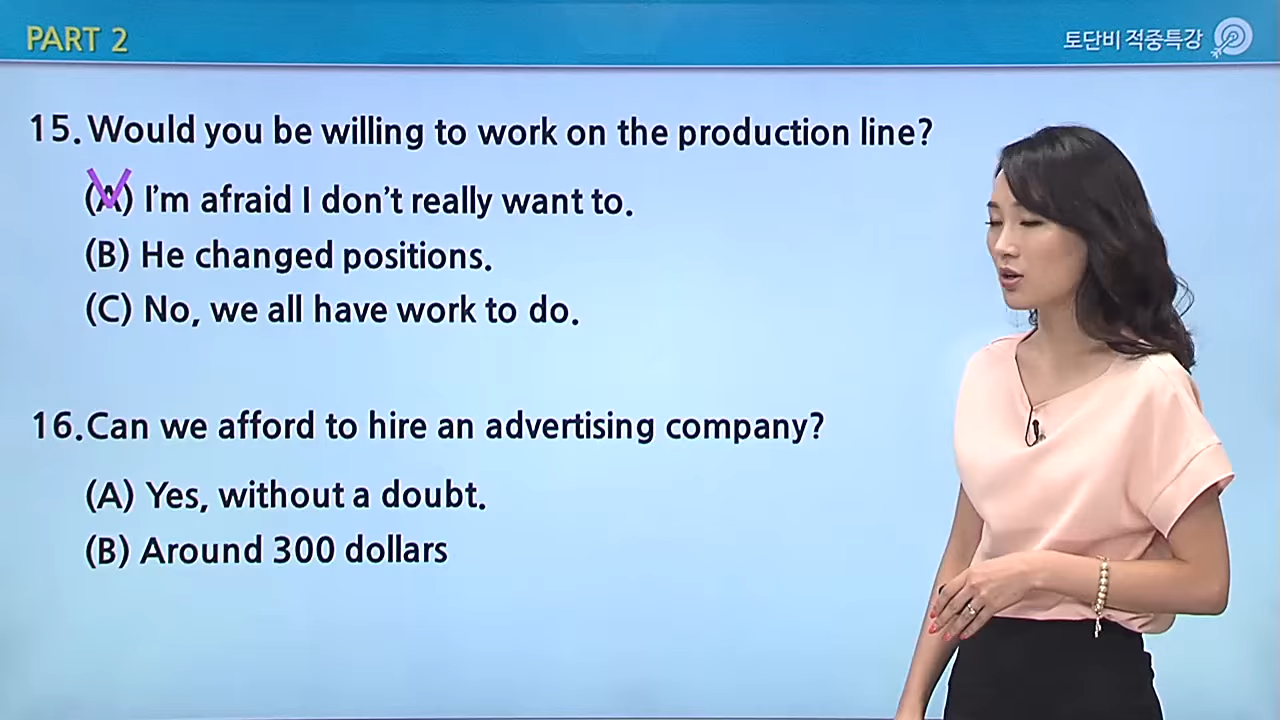 PART 2
토단비 적중특강
15. Would you be willing to work on the production line?
(A) I'm afraid I don't really want to.
(B) He changed positions.
(C) No, we all have work to do.
16. Can we afford to hire an advertising company?
(A) Yes, without a doubt.
(B) Around 300 dollars